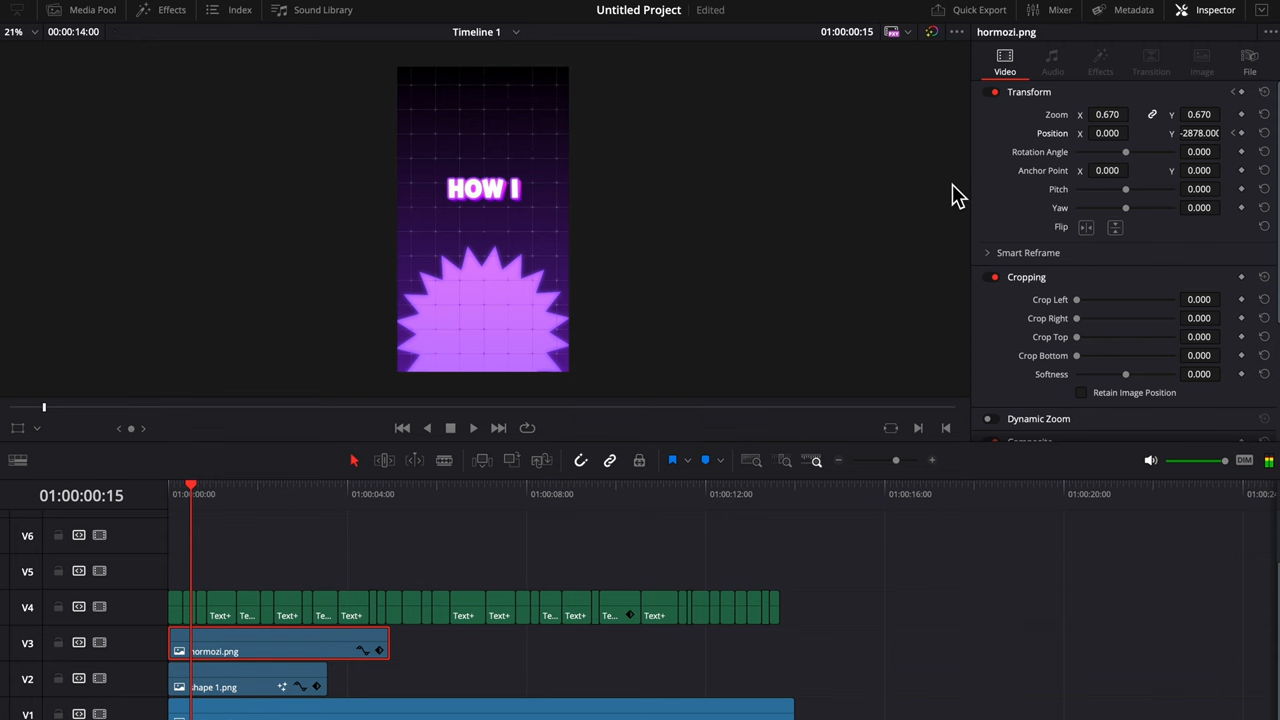 Media Pool Effects Index Sound Library Untitled Project Edited Quick Export Mixer Metadata Inspector
21% 00:00:14:00 Timeline 1 01:00:00:15 hormozi.png
Video Audio Effects Transition Image File
Transform
Zoom X 0.670 Y 0.670
Position X 0.000 Y -2878.000
Rotation Angle 0.000
Anchor Point X 0.000 Y 0.000
Pitch 0.000
Yaw 0.000
Flip
Smart Reframe
Cropping
Crop Left 0.000
Crop Right 0.000
Crop Top 0.000
Crop Bottom 0.000
Softness 0.000
Retain Image Position
Dynamic Zoom
HOW I
DIM
01:00:00:15 01:00:00:00 01:00:04:00 01:00:08:00 01:00:12:00 01:00:16:00 01:00:20:00 01:00:24
V6
V5
V4 Text+ Te... Text+ Te... Text+ Text+ Text+ Te... Text+ Te... Text+
V3 hormozi.png
V2 shape 1.png
V1